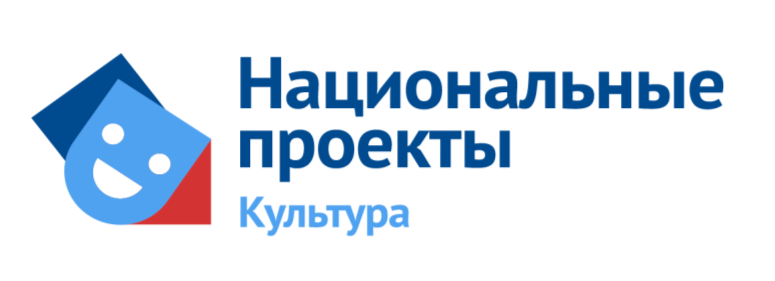 Национальные
проекты
Культура